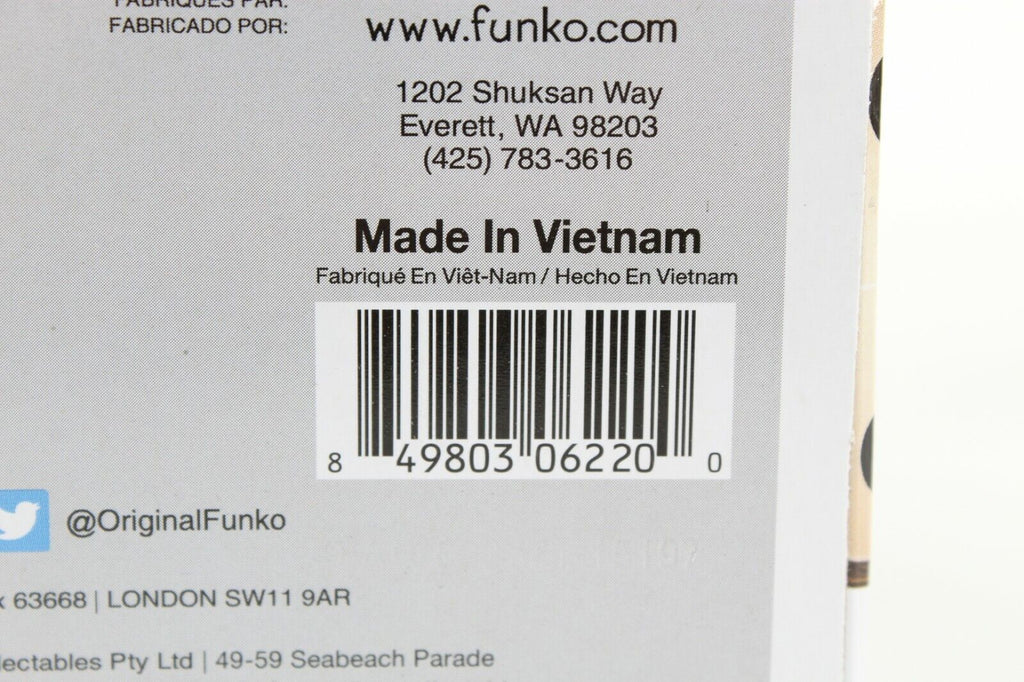 FABRIQUÉS PAR:
FABRICADO POR:
www.funko.com
1202 Shuksan Way
Everett, WA 98203
(425) 783-3616
Made In Vietnam
Fabriqué En Viêt-Nam / Hecho En Vietnam
8 49803 06220 0
@OriginalFunko
63668 | LONDON SW11 9AR
Pty Ltd | 49-59 Seabeach Parade